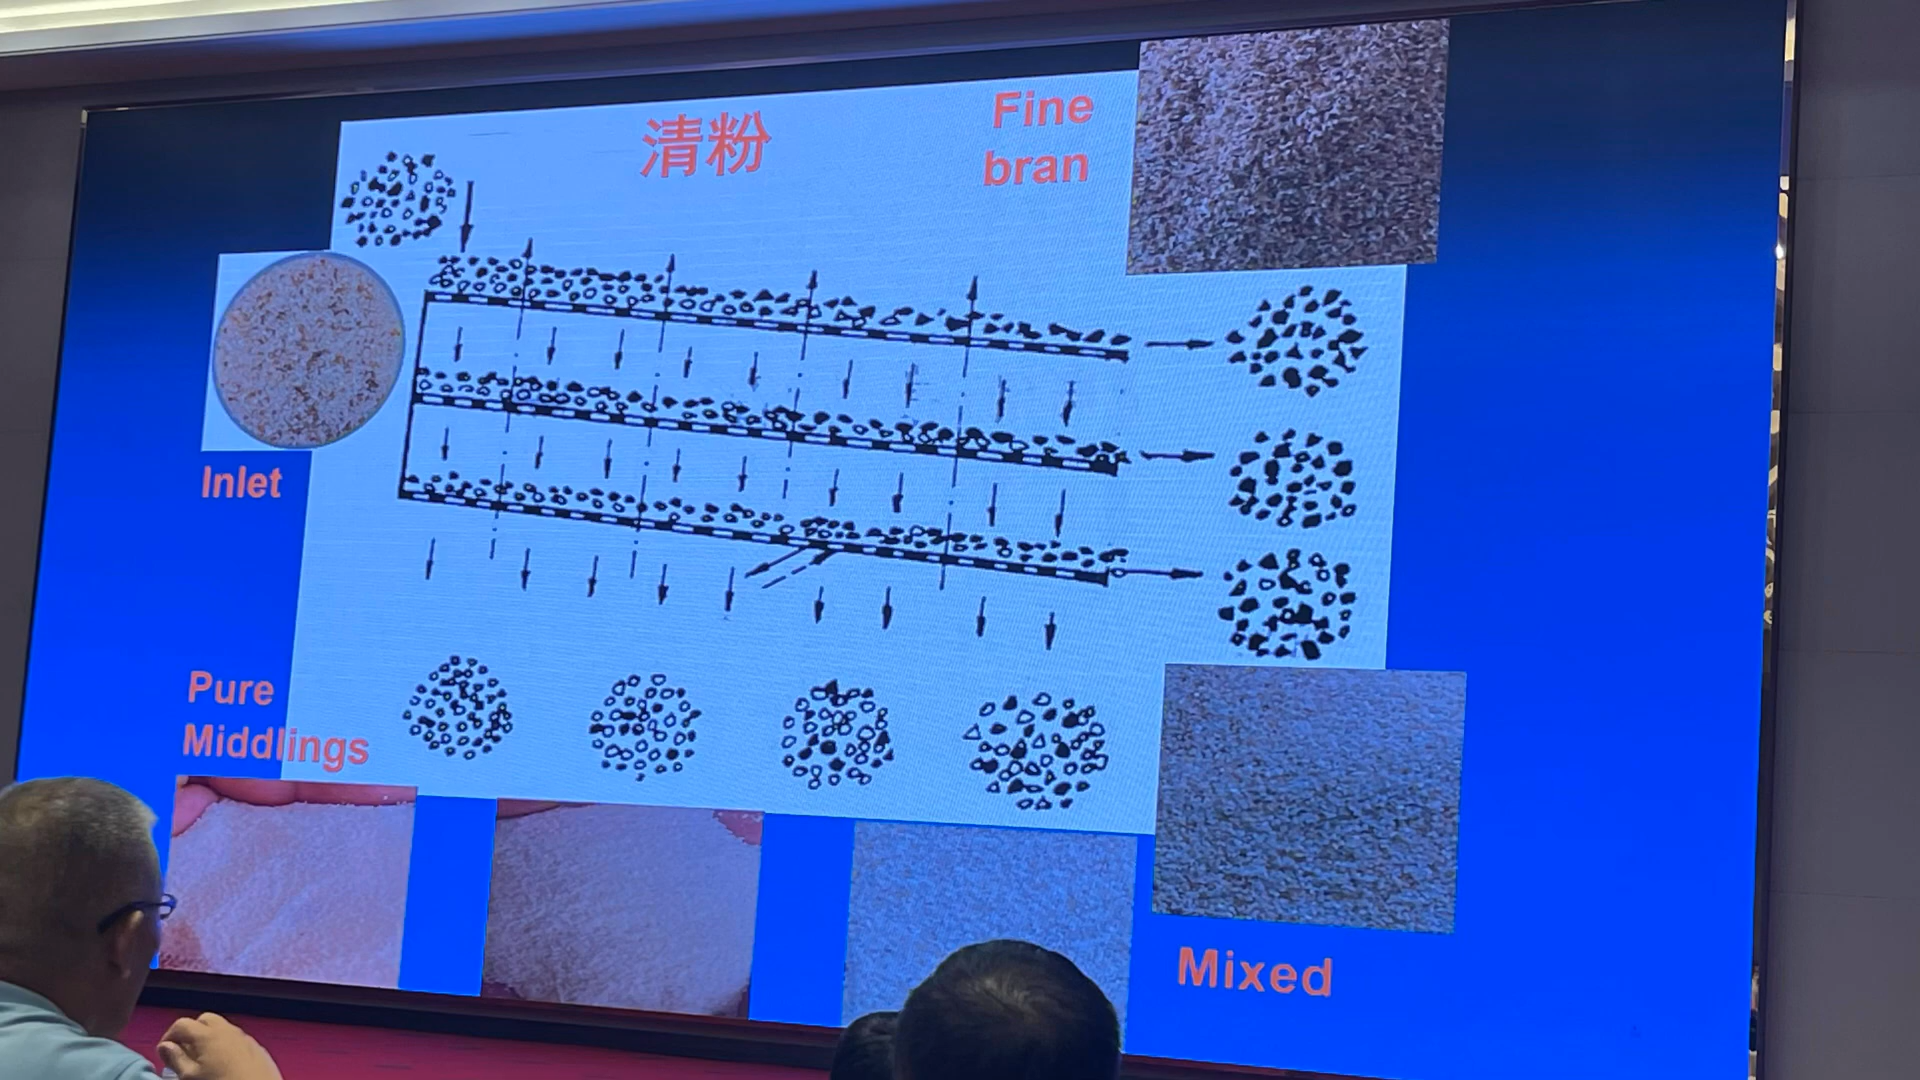 清粉
Fine
bran
Inlet
Pure
Middlings
Mixed